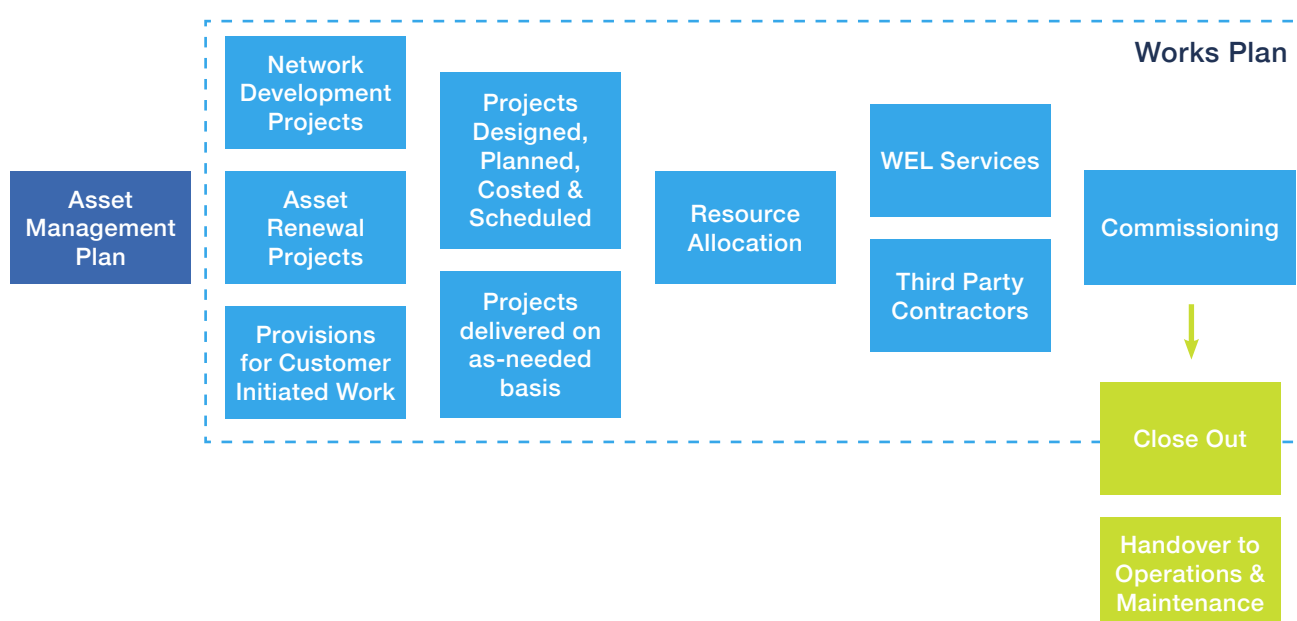 Works Plan
Asset
Management
Plan
Network
Development
Projects
Asset
Renewal
Projects
Provisions
for Customer
Initiated Work
Projects
Designed,
Planned,
Costed &
Scheduled
Projects
delivered on
as-needed
basis
Resource
Allocation
WEL Services
Third Party
Contractors
Commissioning
Close Out
Handover to
Operations &
Maintenance